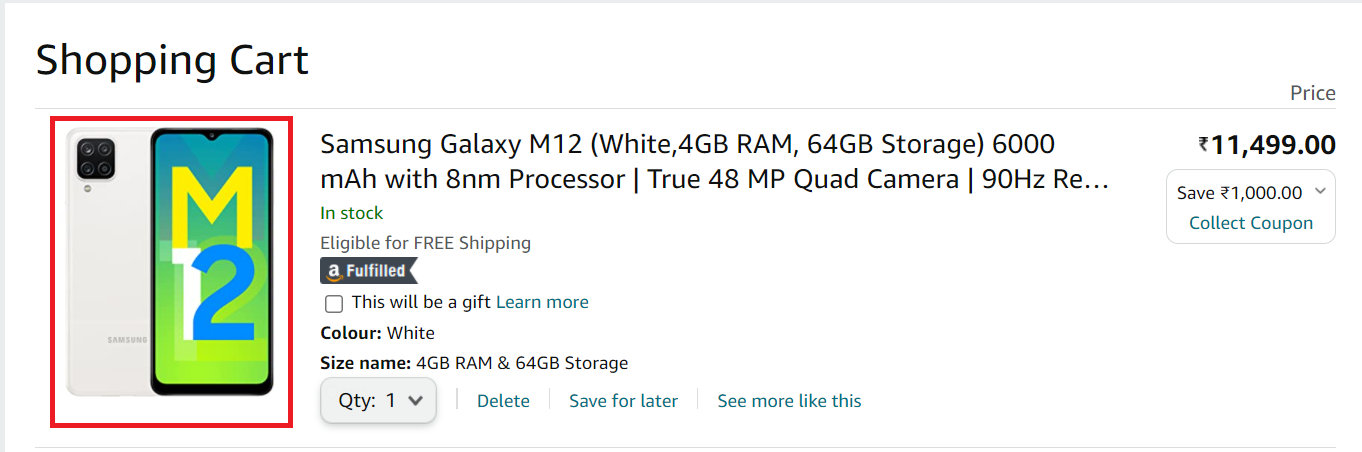 Shopping Cart
Price
M
12
SAMSUNG
Samsung Galaxy M12 (White,4GB RAM, 64GB Storage) 6000
mAh with 8nm Processor | True 48 MP Quad Camera | 90Hz Re…
₹11,499.00
Save ₹1,000.00
Collect Coupon
In stock
Eligible for FREE Shipping
a Fulfilled
This will be a gift Learn more
Colour: White
Size name: 4GB RAM & 64GB Storage
Qty: 1
Delete
Save for later
See more like this